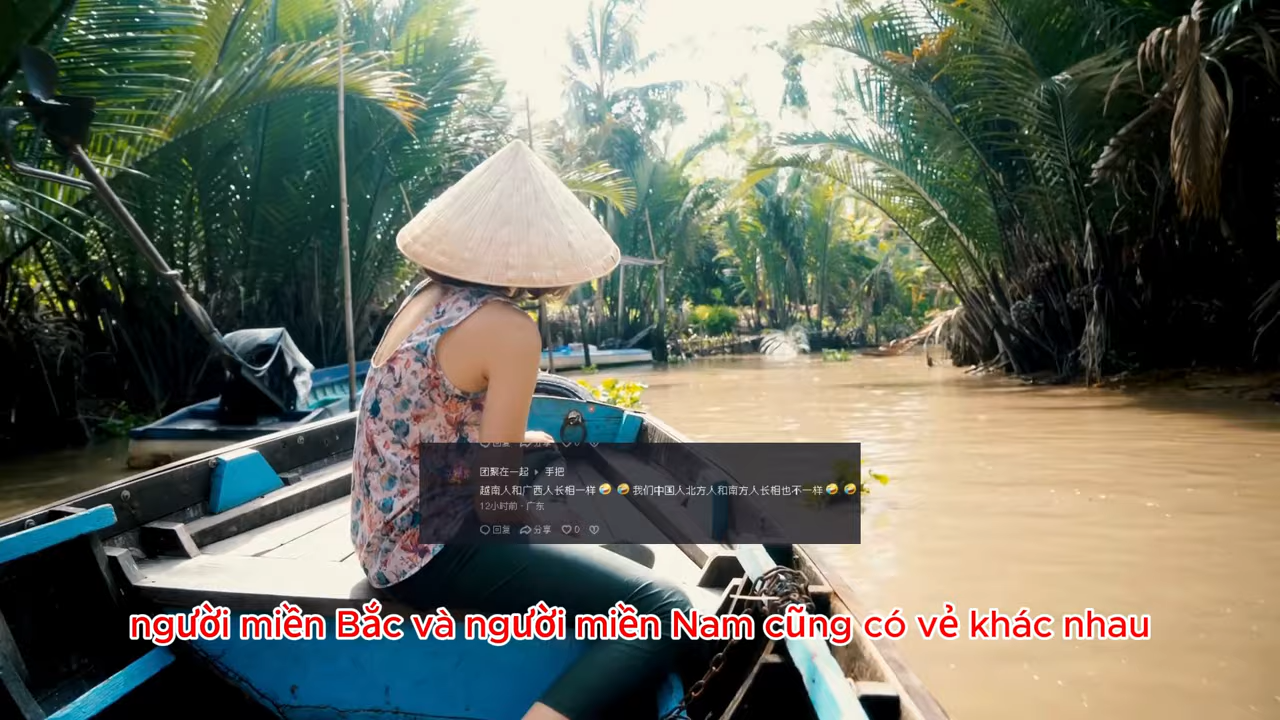 团聚在一起 ▸ 手把
越南人和广西人长相一样🤣🤣我们中国人北方人和南方人长相也不一样🤣🤣
12小时前 · 广东
回复 分享 0
người miền Bắc và người miền Nam cũng có vẻ khác nhau